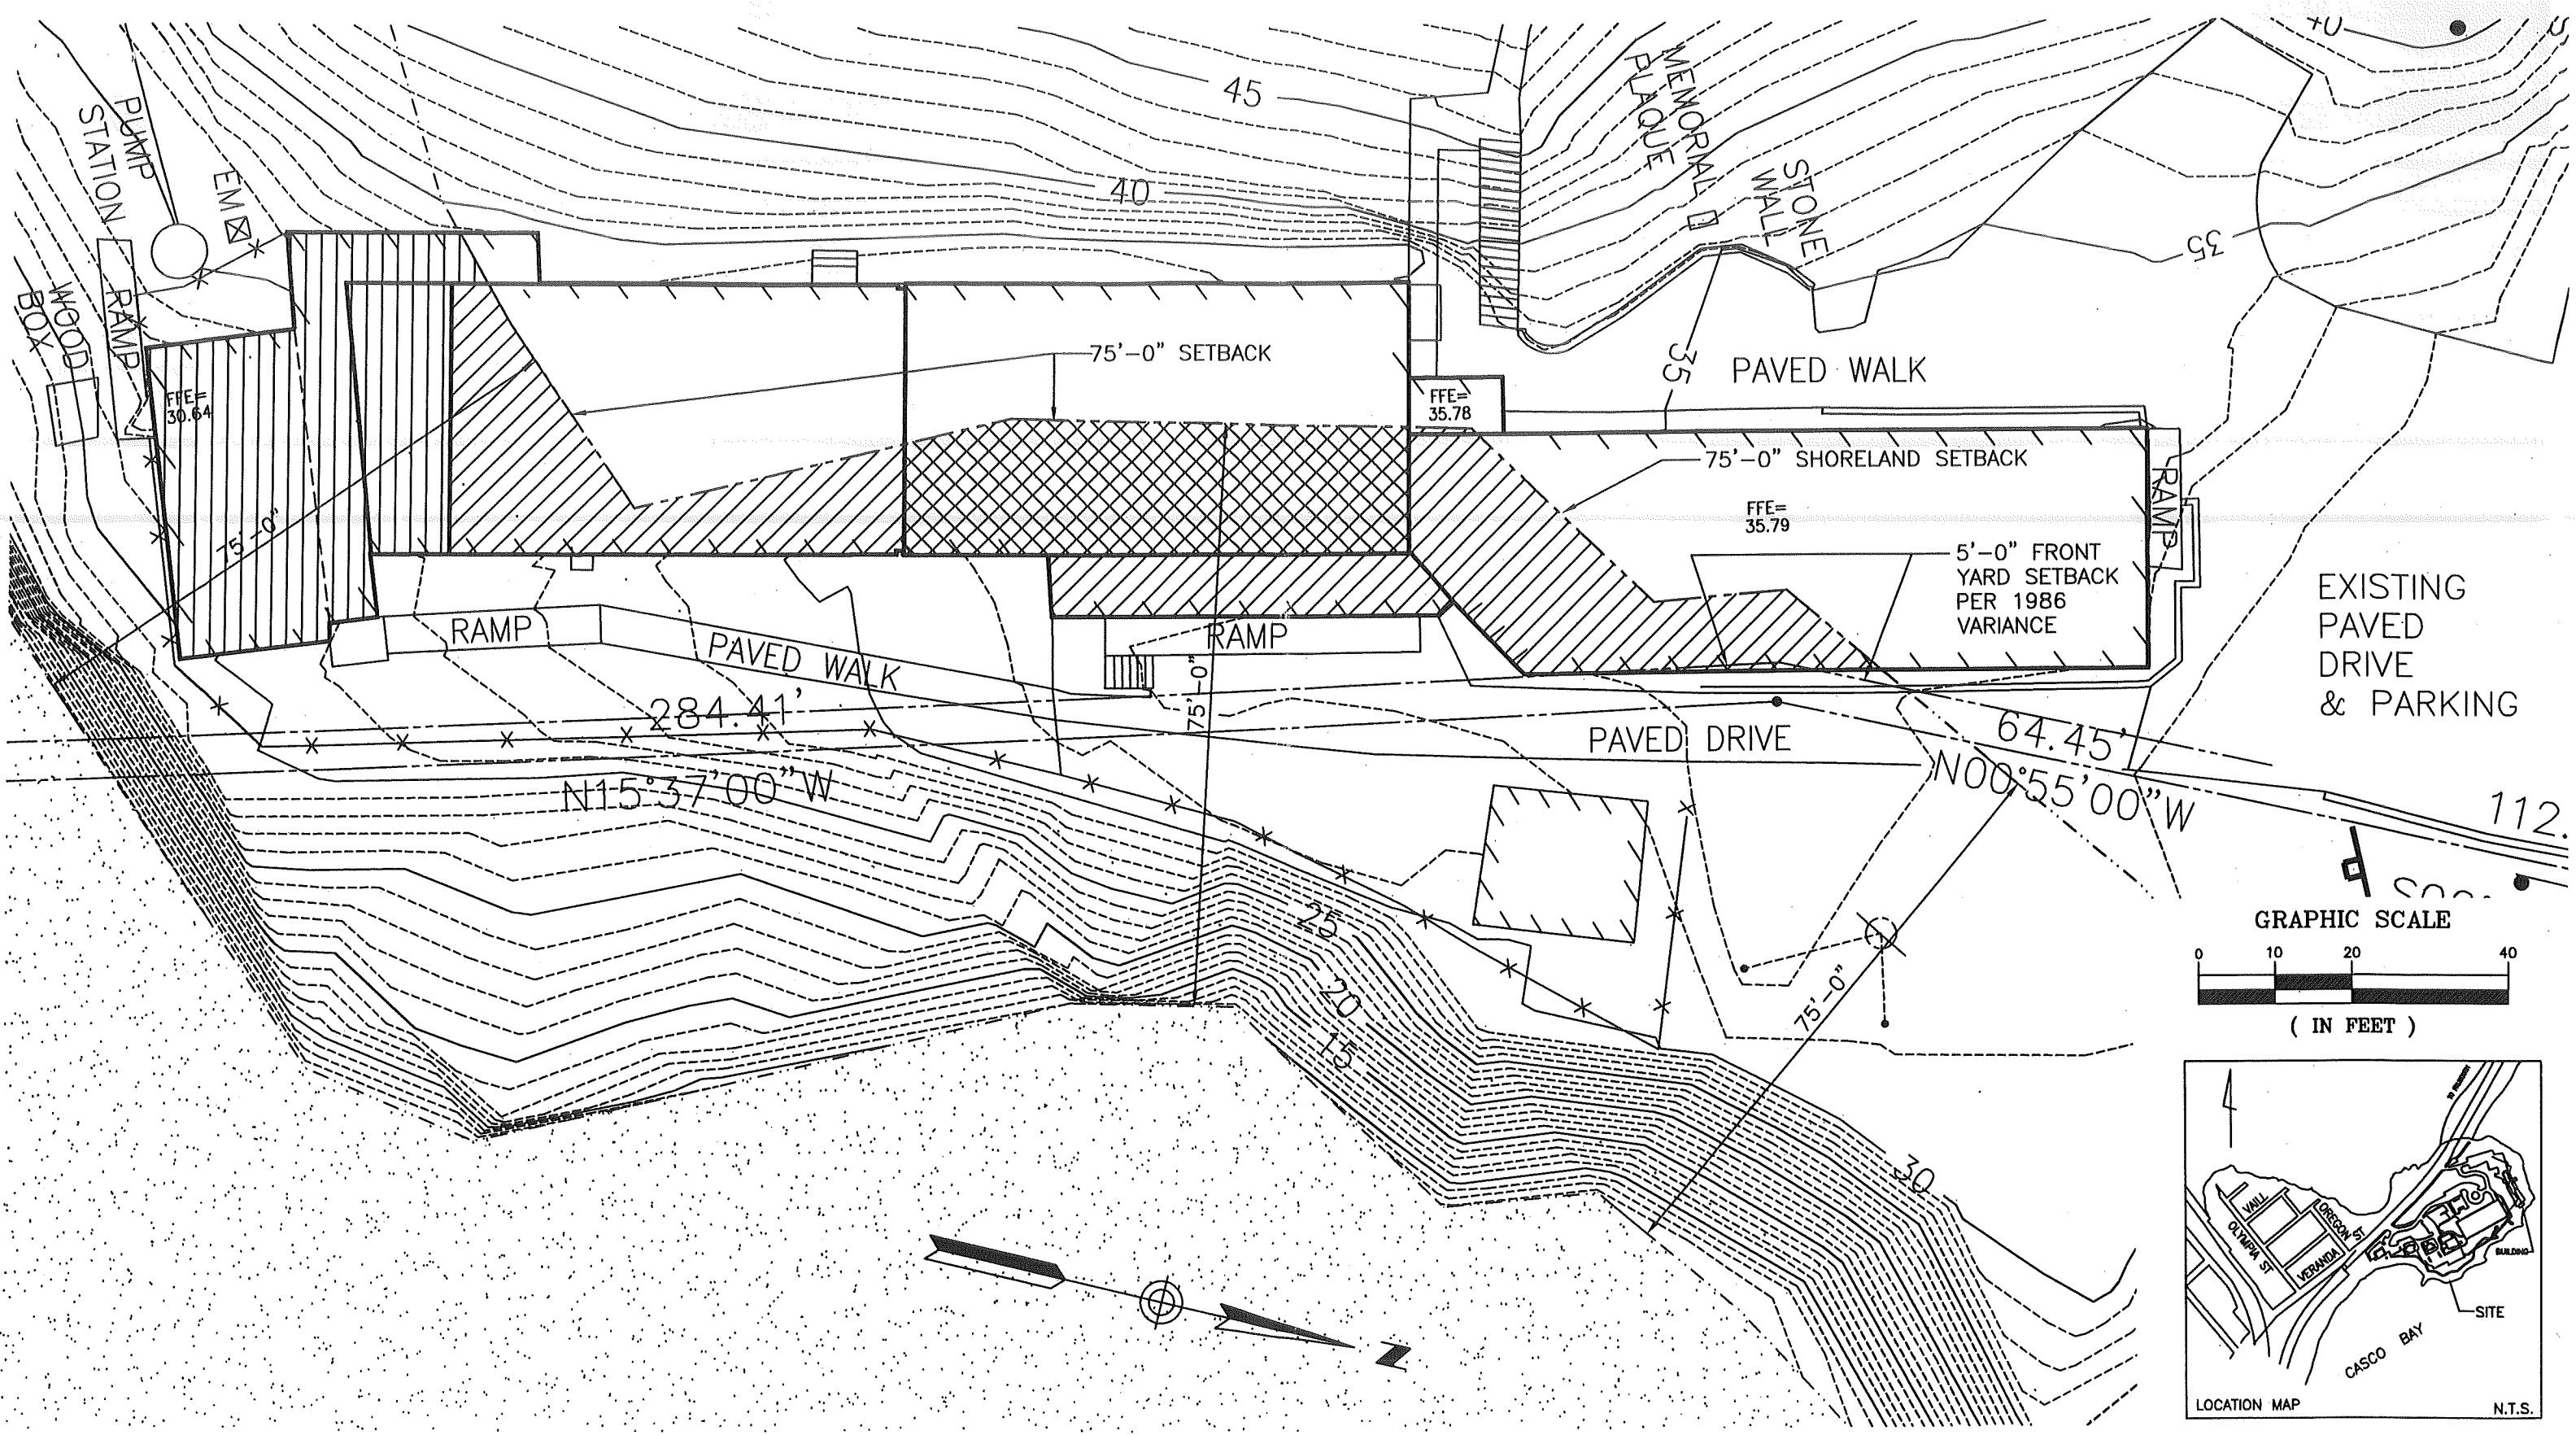 40
45
MEMORIAL
PLAQUE
PUMP
STATION
EM
40
STONE
WALL
35
WOOD
BOX
RAMP
75'-0" SETBACK
35
PAVED WALK
FFE=
30.64
FFE=
35.78
75'-0" SHORELAND SETBACK
RAMP
FFE=
35.79
75'-0"
5'-0" FRONT
YARD SETBACK
PER 1986
VARIANCE
EXISTING
PAVED
DRIVE
& PARKING
RAMP
RAMP
PAVED WALK
75'-0"
284.41'
PAVED DRIVE
64.45'
N15°37'00"W
N00°55'00"W
112.
25
GRAPHIC SCALE
0 10 20 40
( IN FEET )
20
75'-0"
15
30
N
VAILL
OLYMPIA ST
OREGON ST
VERANDA
BUILDING
SITE
CASCO BAY
LOCATION MAP
N.T.S.